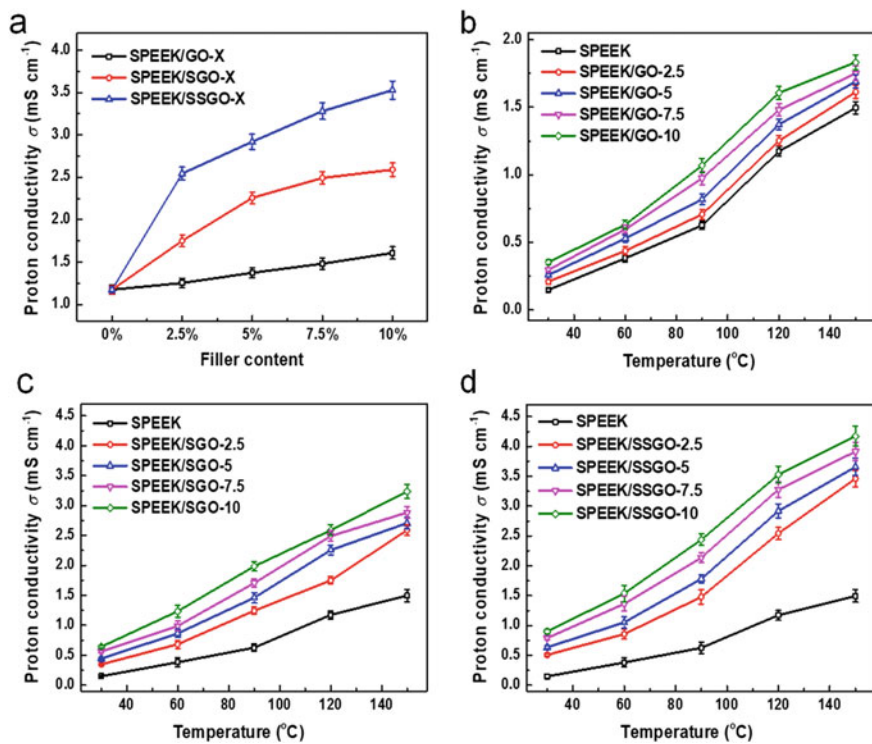 a
Proton conductivity σ (mS cm⁻¹)
4.0
3.5
3.0
2.5
2.0
1.5
1.0
SPEEK/GO-X
SPEEK/SGO-X
SPEEK/SSGO-X
0% 2.5% 5% 7.5% 10%
Filler content
b
Proton conductivity σ (mS cm⁻¹)
2.0
1.5
1.0
0.5
0.0
SPEEK
SPEEK/GO-2.5
SPEEK/GO-5
SPEEK/GO-7.5
SPEEK/GO-10
40 60 80 100 120 140
Temperature (°C)
c
Proton conductivity σ (mS cm⁻¹)
4.5
4.0
3.5
3.0
2.5
2.0
1.5
1.0
0.5
0.0
SPEEK
SPEEK/SGO-2.5
SPEEK/SGO-5
SPEEK/SGO-7.5
SPEEK/SGO-10
40 60 80 100 120 140
Temperature (°C)
d
Proton conductivity σ (mS cm⁻¹)
4.5
4.0
3.5
3.0
2.5
2.0
1.5
1.0
0.5
0.0
SPEEK
SPEEK/SSGO-2.5
SPEEK/SSGO-5
SPEEK/SSGO-7.5
SPEEK/SSGO-10
40 60 80 100 120 140
Temperature (°C)